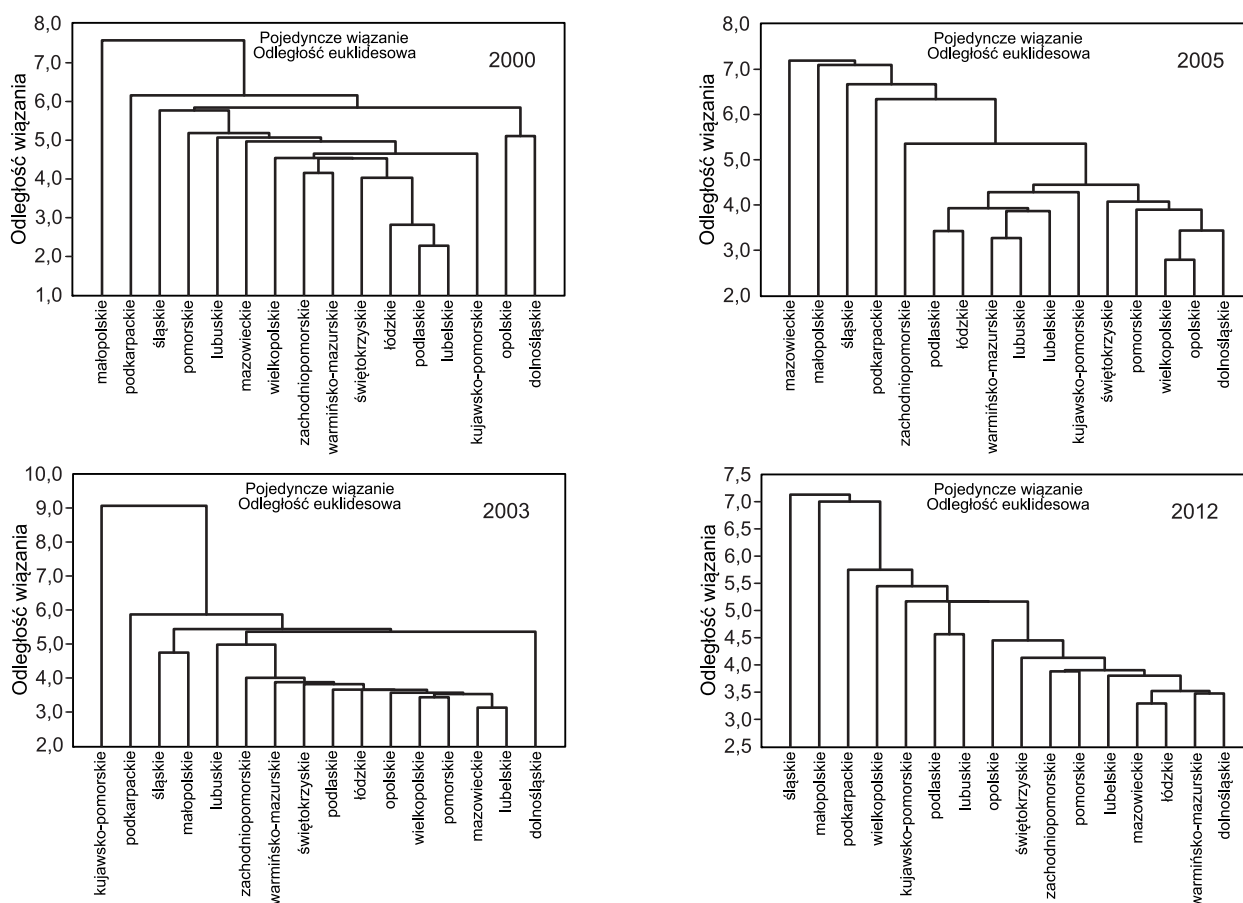 8,0
7,0
6,0
5,0
4,0
3,0
2,0
1,0
Odległość wiązania
Pojedyncze wiązanie
Odległość euklidesowa
2000
małopolskie
podkarpackie
śląskie
pomorskie
lubuskie
mazowieckie
wielkopolskie
zachodniopomorskie
warmińsko-mazurskie
świętokrzyskie
łódzkie
podlaskie
lubelskie
kujawsko-pomorskie
opolskie
dolnośląskie
8,0
7,0
6,0
5,0
4,0
3,0
2,0
Odległość wiązania
Pojedyncze wiązanie
Odległość euklidesowa
2005
mazowieckie
małopolskie
śląskie
podkarpackie
zachodniopomorskie
podlaskie
łódzkie
warmińsko-mazurskie
lubuskie
lubelskie
kujawsko-pomorskie
świętokrzyskie
pomorskie
wielkopolskie
opolskie
dolnośląskie
10,0
9,0
8,0
7,0
6,0
5,0
4,0
3,0
2,0
Odległość wiązania
Pojedyncze wiązanie
Odległość euklidesowa
2003
kujawsko-pomorskie
podkarpackie
śląskie
małopolskie
lubuskie
zachodniopomorskie
warmińsko-mazurskie
świętokrzyskie
podlaskie
łódzkie
opolskie
wielkopolskie
pomorskie
mazowieckie
lubelskie
dolnośląskie
7,5
7,0
6,5
6,0
5,5
5,0
4,5
4,0
3,5
3,0
2,5
Odległość wiązania
Pojedyncze wiązanie
Odległość euklidesowa
2012
śląskie
małopolskie
podkarpackie
wielkopolskie
kujawsko-pomorskie
podlaskie
lubuskie
opolskie
świętokrzyskie
zachodniopomorskie
pomorskie
lubelskie
mazowieckie
łódzkie
warmińsko-mazurskie
dolnośląskie